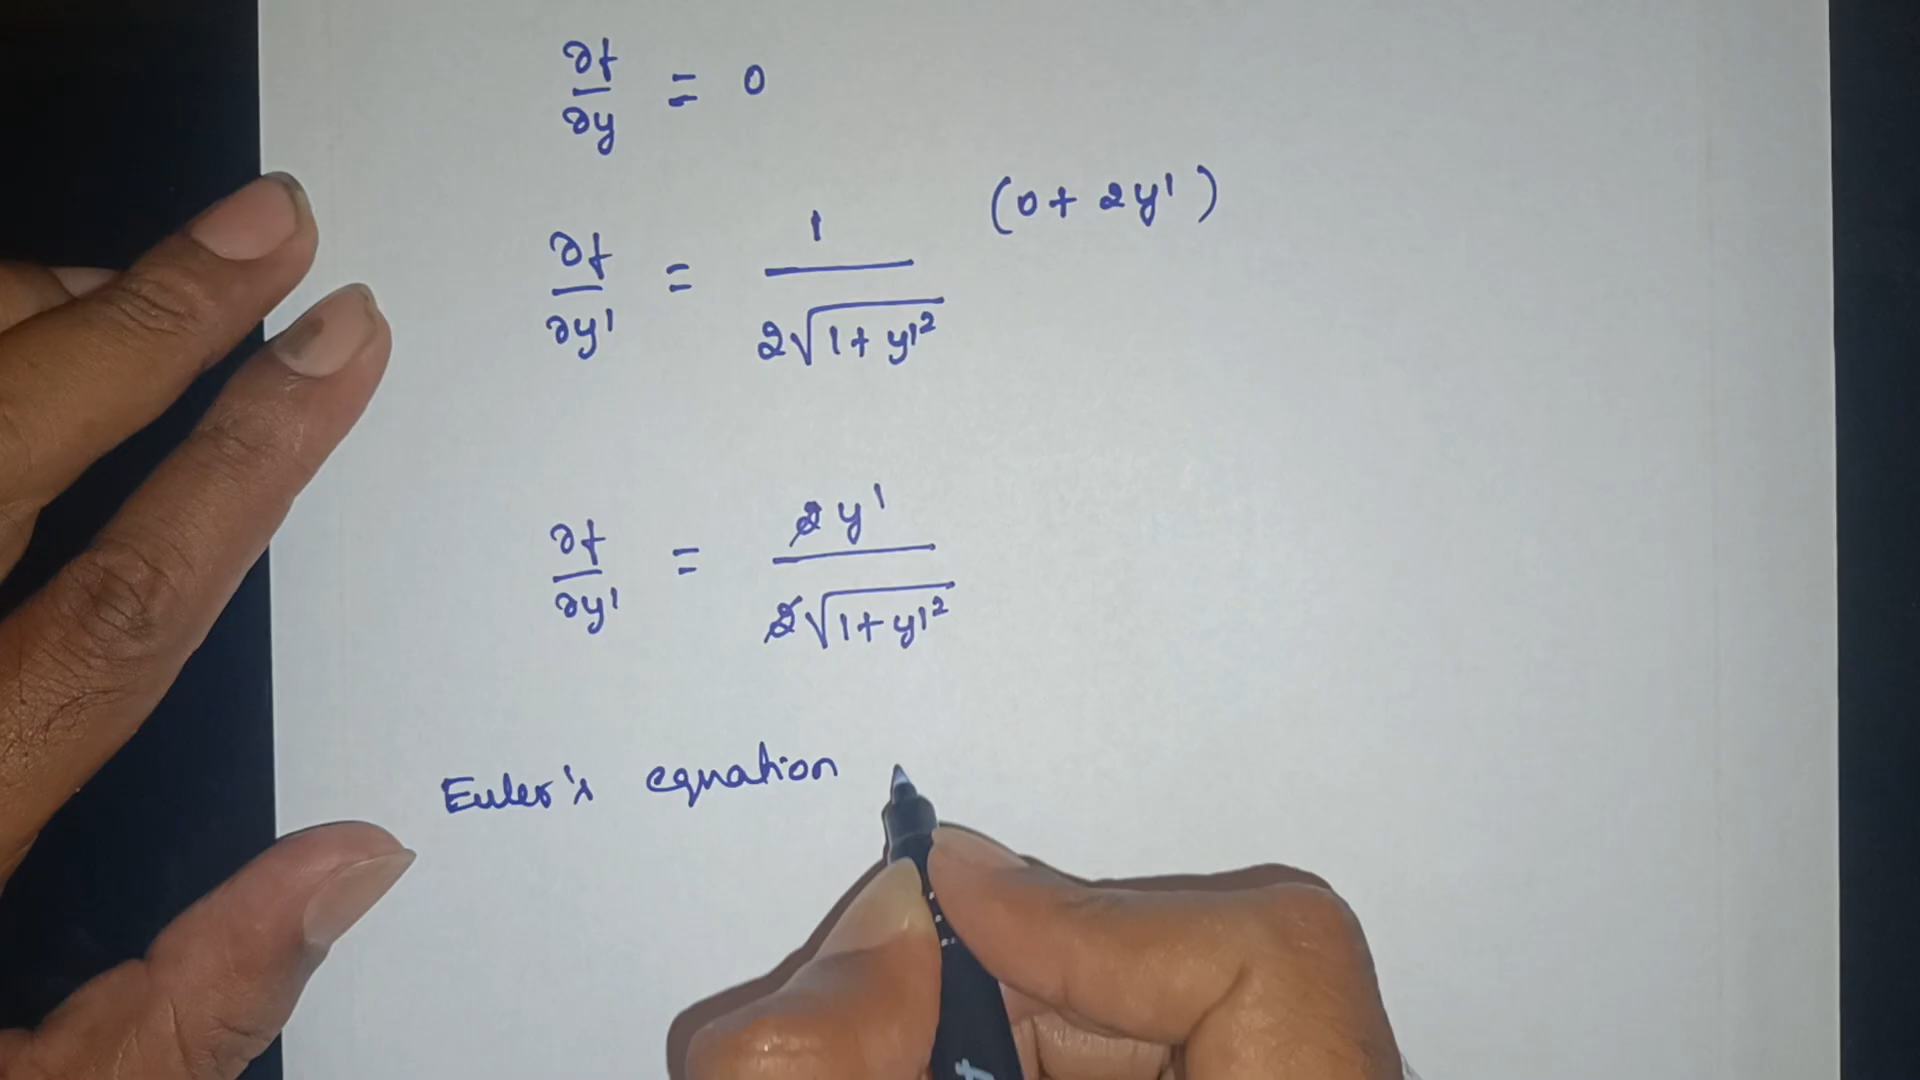 ∂f/∂y = 0
∂f/∂y' = 1/(2√(1+y'²)) (0+2y')
∂f/∂y' = 2y'/(2√(1+y'²))
Euler's equation